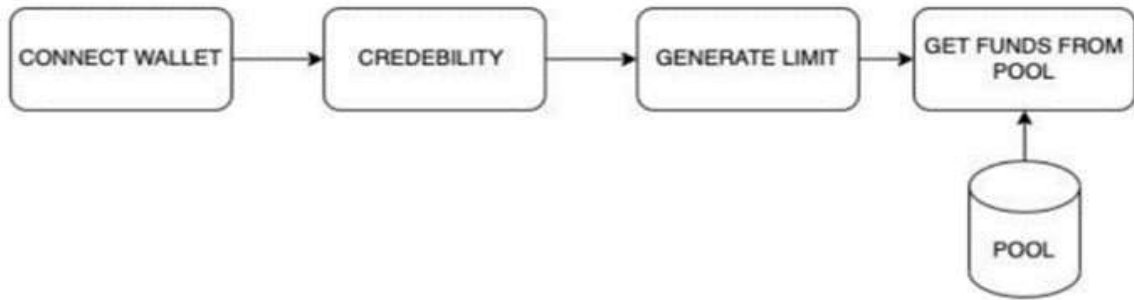 CONNECT WALLET
CREDEBILITY
GENERATE LIMIT
GET FUNDS FROM
POOL
POOL